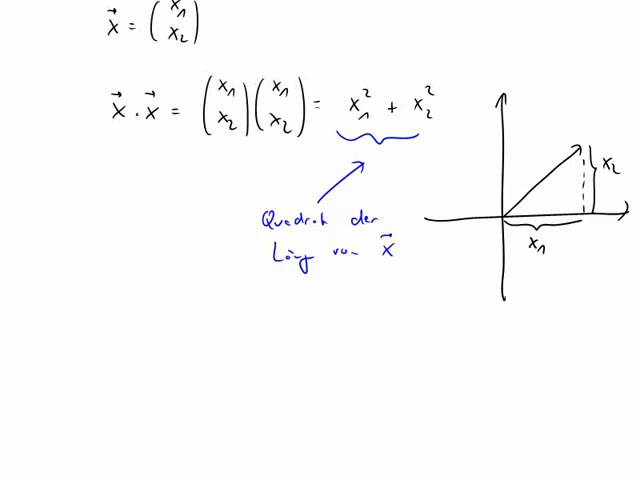 x⃗ = (x₁ x₂)
x⃗ · x⃗ = (x₁ x₂)(x₁ x₂) = x₁² + x₂²
x₂
x₁
Quadrat der
Länge von x⃗